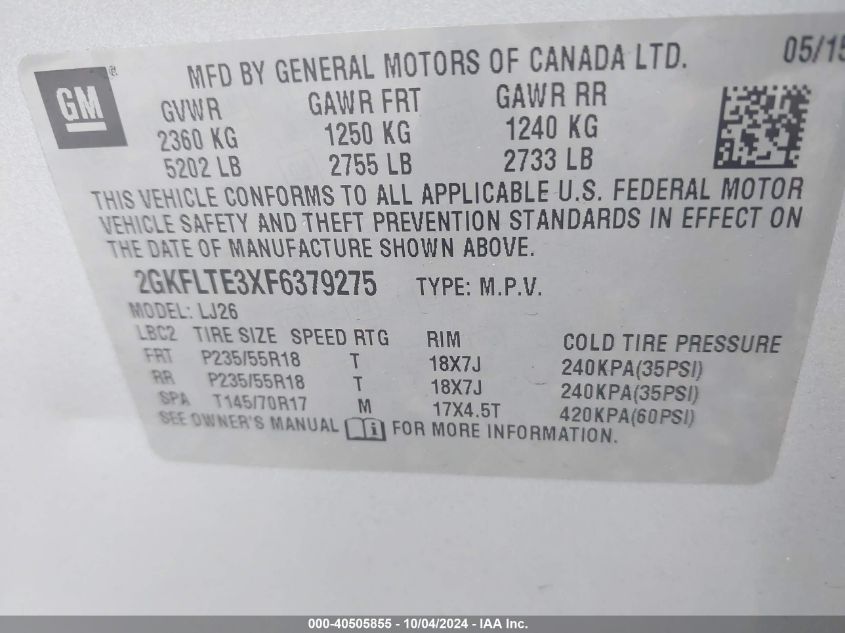 MFD BY GENERAL MOTORS OF CANADA LTD. 05/15
GM®
GVWR GAWR FRT GAWR RR
2360 KG 1250 KG 1240 KG
5202 LB 2755 LB 2733 LB
THIS VEHICLE CONFORMS TO ALL APPLICABLE U.S. FEDERAL MOTOR
VEHICLE SAFETY AND THEFT PREVENTION STANDARDS IN EFFECT ON
THE DATE OF MANUFACTURE SHOWN ABOVE.
2GKFLTE3XF6379275 TYPE: M.P.V.
MODEL: LJ26
LBC2 TIRE SIZE SPEED RTG RIM COLD TIRE PRESSURE
FRT P235/55R18 T 18X7J 240KPA(35PSI)
RR P235/55R18 T 18X7J 240KPA(35PSI)
SPA T145/70R17 M 17X4.5T 420KPA(60PSI)
SEE OWNER'S MANUAL i FOR MORE INFORMATION.
000-40505855 - 10/04/2024 - IAA Inc.